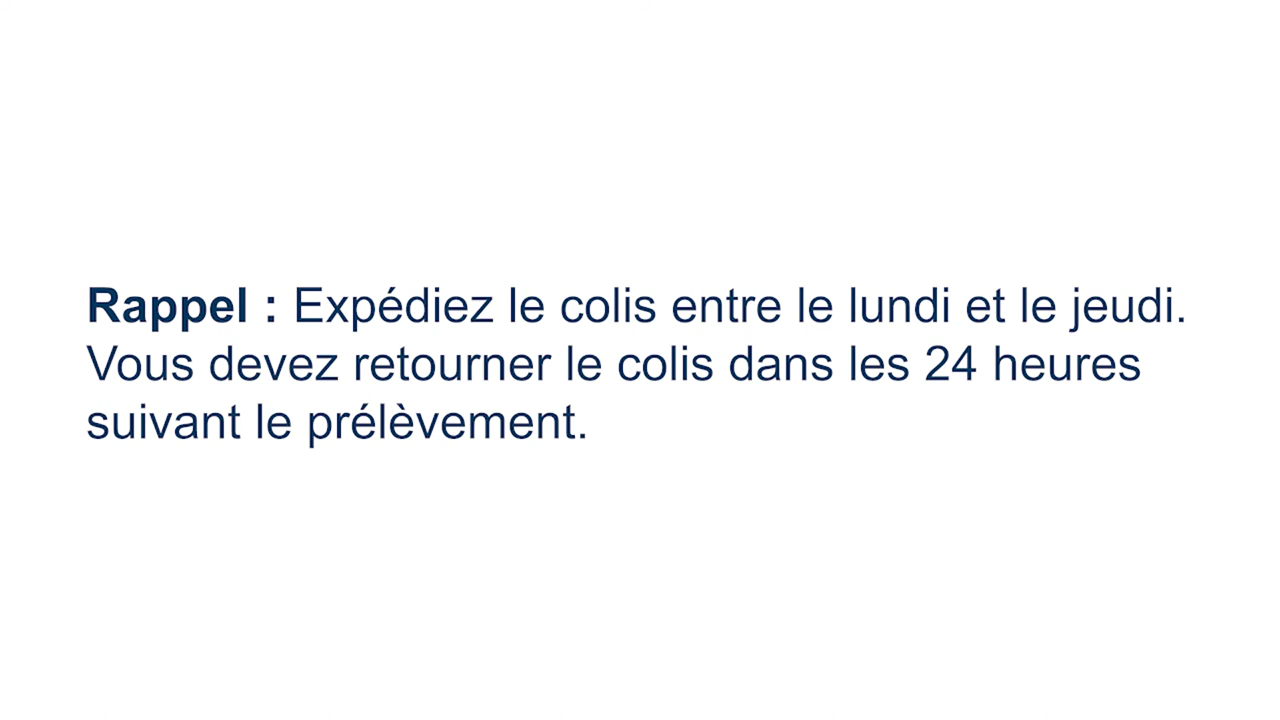 Rappel : Expédiez le colis entre le lundi et le jeudi.
Vous devez retourner le colis dans les 24 heures
suivant le prélèvement.